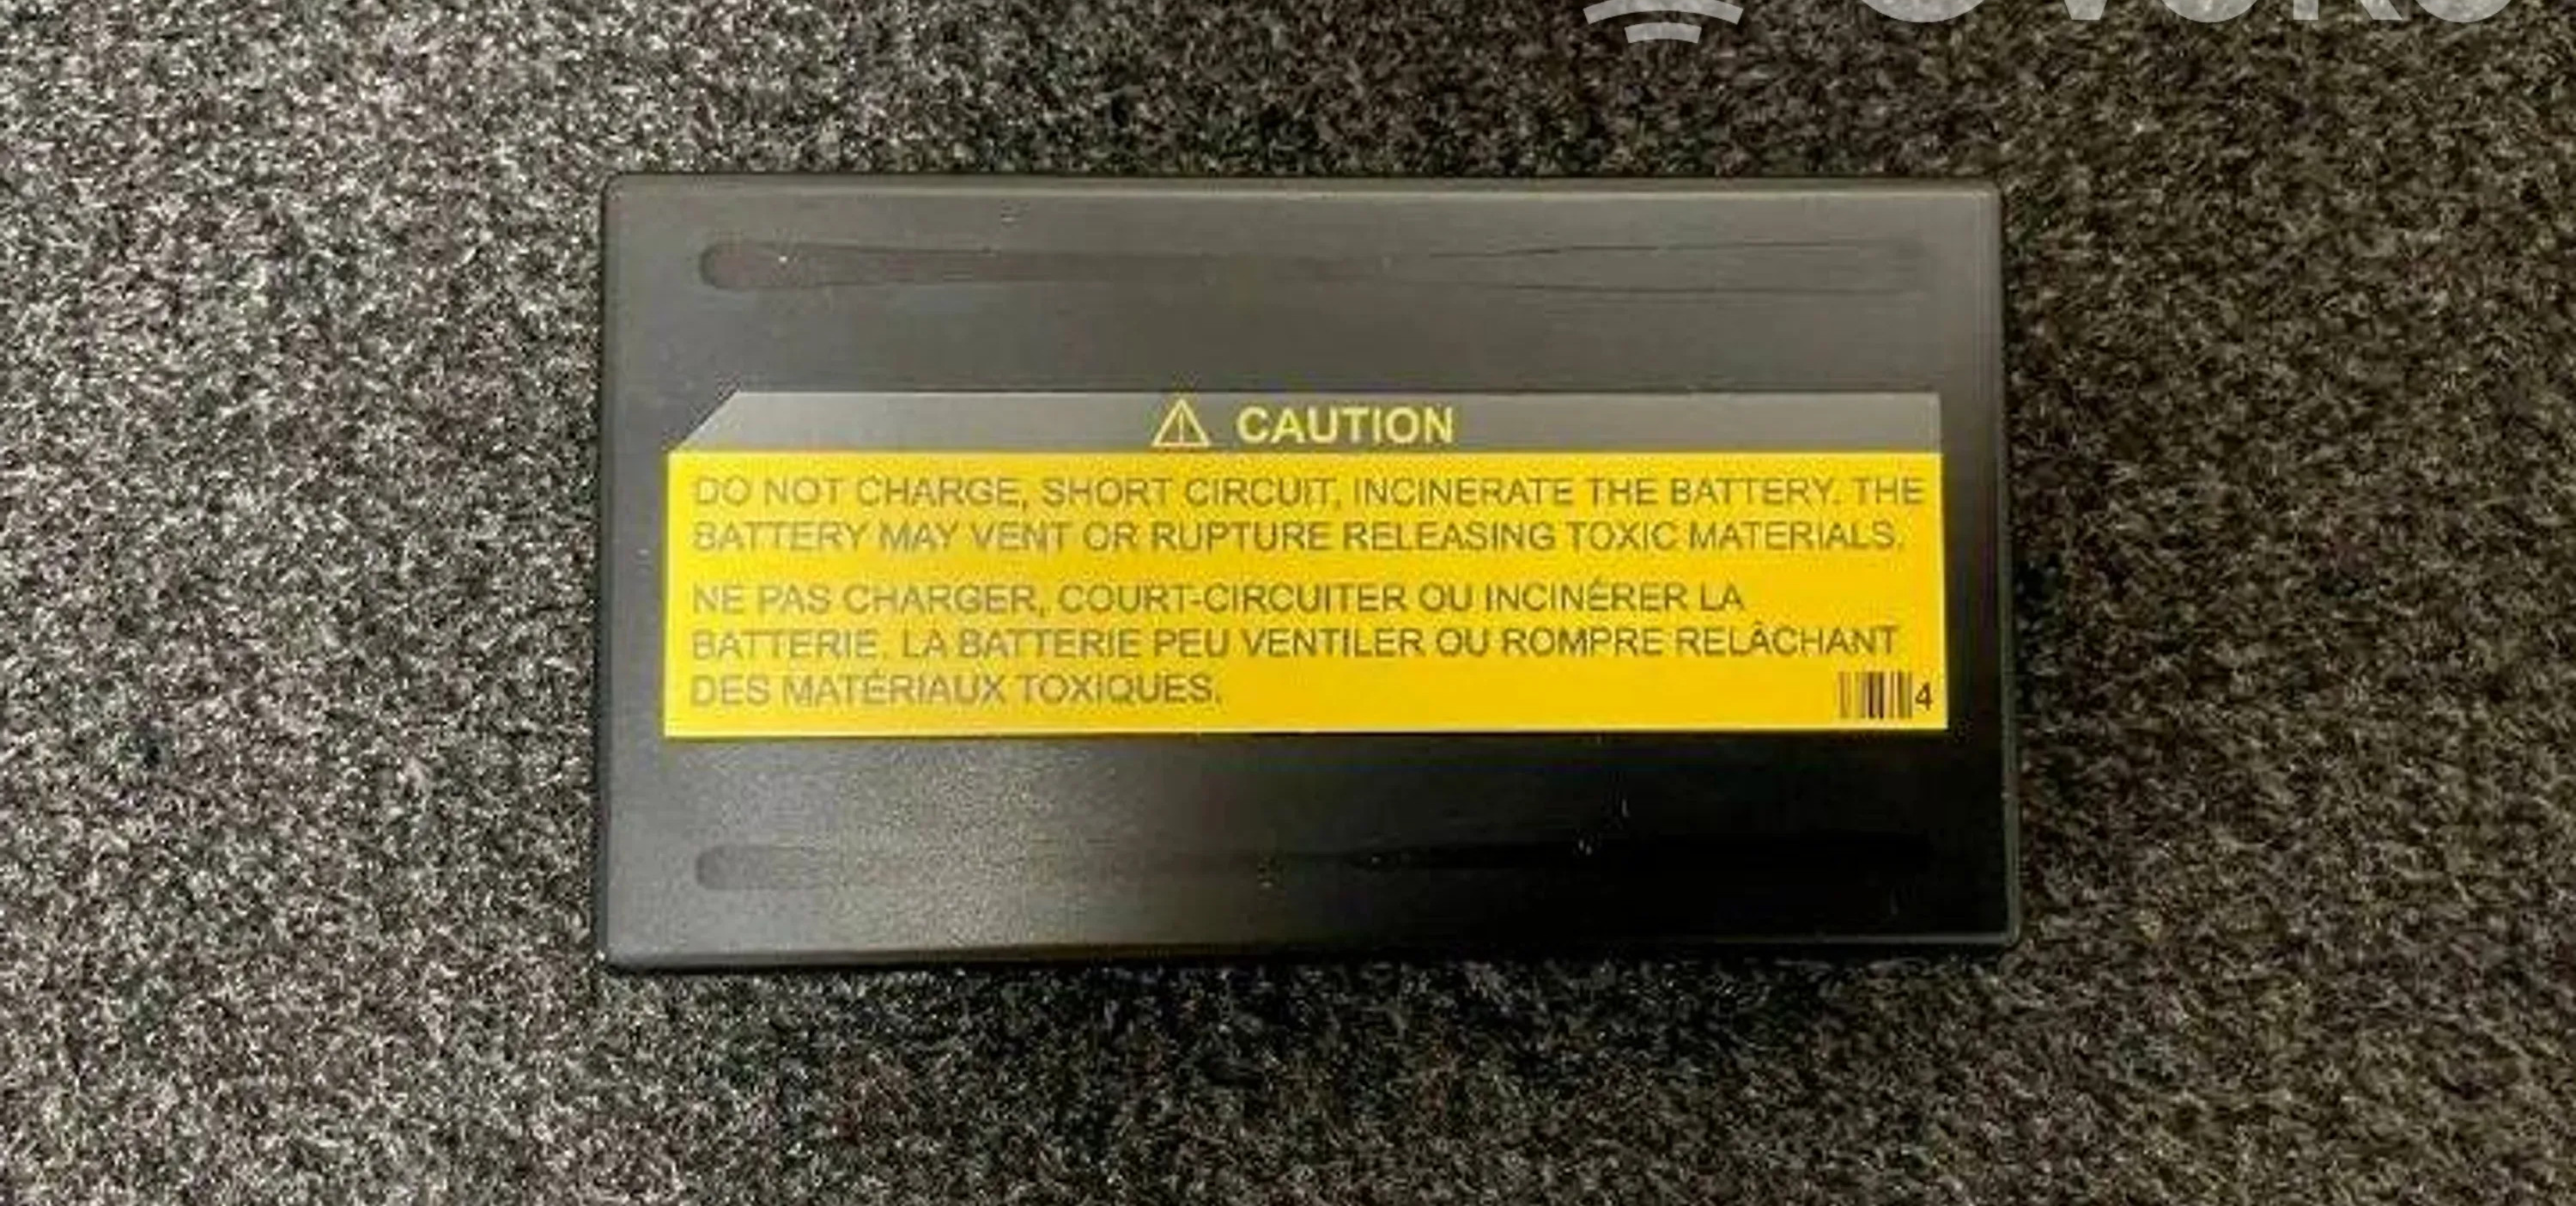 CAUTION
DO NOT CHARGE, SHORT CIRCUIT, INCINERATE THE BATTERY. THE
BATTERY MAY VENT OR RUPTURE RELEASING TOXIC MATERIALS.
NE PAS CHARGER, COURT-CIRCUITER OU INCINÉRER LA
BATTERIE. LA BATTERIE PEU VENTILER OU ROMPRE RELÂCHANT
DES MATÉRIAUX TOXIQUES.
4